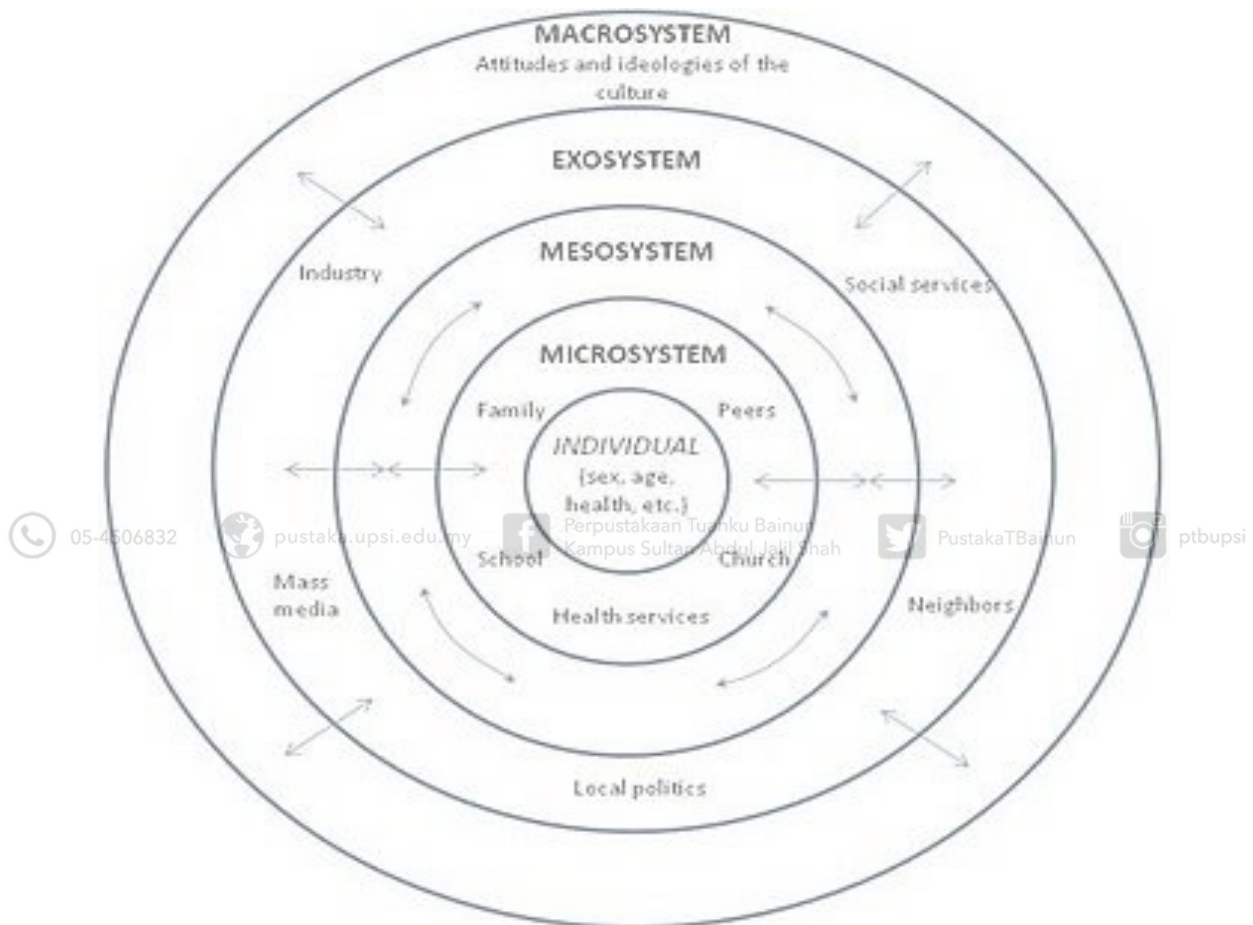 MACROSYSTEM
Attitudes and ideologies of the
culture
EXOSYSTEM
MESOSYSTEM
Industry
Social services
MICROSYSTEM
Family
Peers
INDIVIDUAL
{sex, age,
health, etc.}
05-4506832
pustaka.upsi.edu.my
Perpustakaan Tuanku Bainun
Kampus Sultan Abdul Jalil Shah
PustakaTBainun
ptbupsi
School
Church
Mass
media
Neighbors
Health services
Local politics